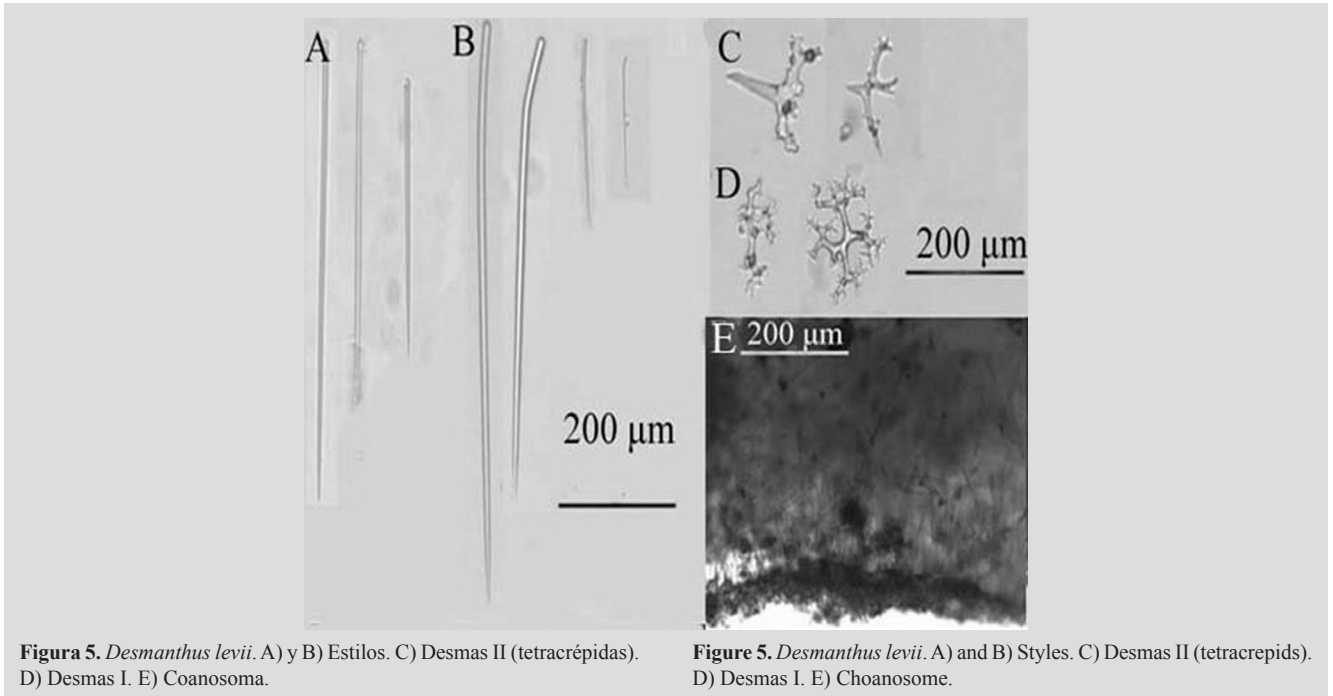 A
B
200 μm
C
D
200 μm
E
200 μm
Figura 5. Desmanthus levii. A) y B) Estilos. C) Desmas II (tetracrépidas).
D) Desmas I. E) Coanosoma.
Figure 5. Desmanthus levii. A) and B) Styles. C) Desmas II (tetracrepids).
D) Desmas I. E) Choanosome.